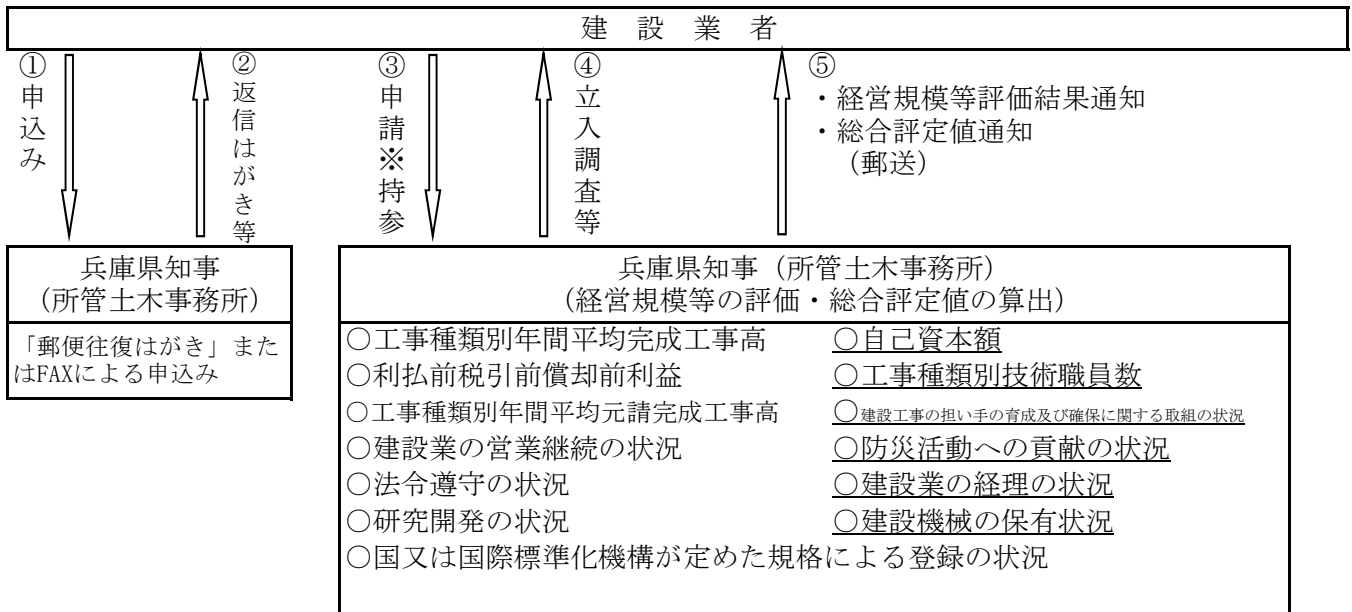 建設業者
①申込み
②返信はがき等
③申請※持参
④立入調査等
⑤
・経営規模等評価結果通知
・総合評定値通知
（郵送）
兵庫県知事
（所管土木事務所）
「郵便往復はがき」また
はFAXによる申込み
兵庫県知事（所管土木事務所）
（経営規模等の評価・総合評定値の算出）
○工事種類別年間平均完成工事高　○自己資本額
○利払前税引前償却前利益　○工事種類別技術職員数
○工事種類別年間平均元請完成工事高　○建設工事の担い手の育成及び確保に関する取組の状況
○建設業の営業継続の状況　○防災活動への貢献の状況
○法令遵守の状況　○建設業の経理の状況
○研究開発の状況　○建設機械の保有状況
○国又は国際標準化機構が定めた規格による登録の状況